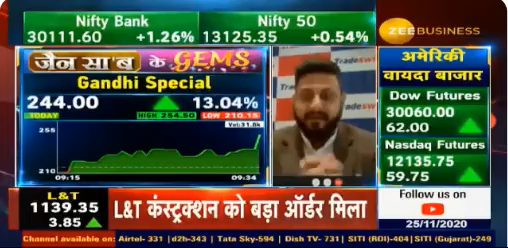 Nifty Bank
30111.60 +1.26%
Nifty 50
13125.35 +0.54%
ZEEBUSINESS
जैन सा'ब के GEMS
Gandhi Special
244.00 13.04%
TODAY HIGH 254.50 LOW 210.15
Vol:31.8k
255
210
09:15 09:34
Tradeswi
अमेरिकी
वायदा बाजार
Dow Futures
30060.00
62.00
Nasdaq Futures
12135.75
59.75
L&T
1139.35
3.85
L&T कंस्ट्रक्शन को बड़ा ऑर्डर मिला
Follow us on
25/11/2020
Channel available on: Airtel- 331 | d2h-343 | Tata Sky-594 | Dish TV- 731| SITI (ROI)-404| SITI (Gujarat)-249